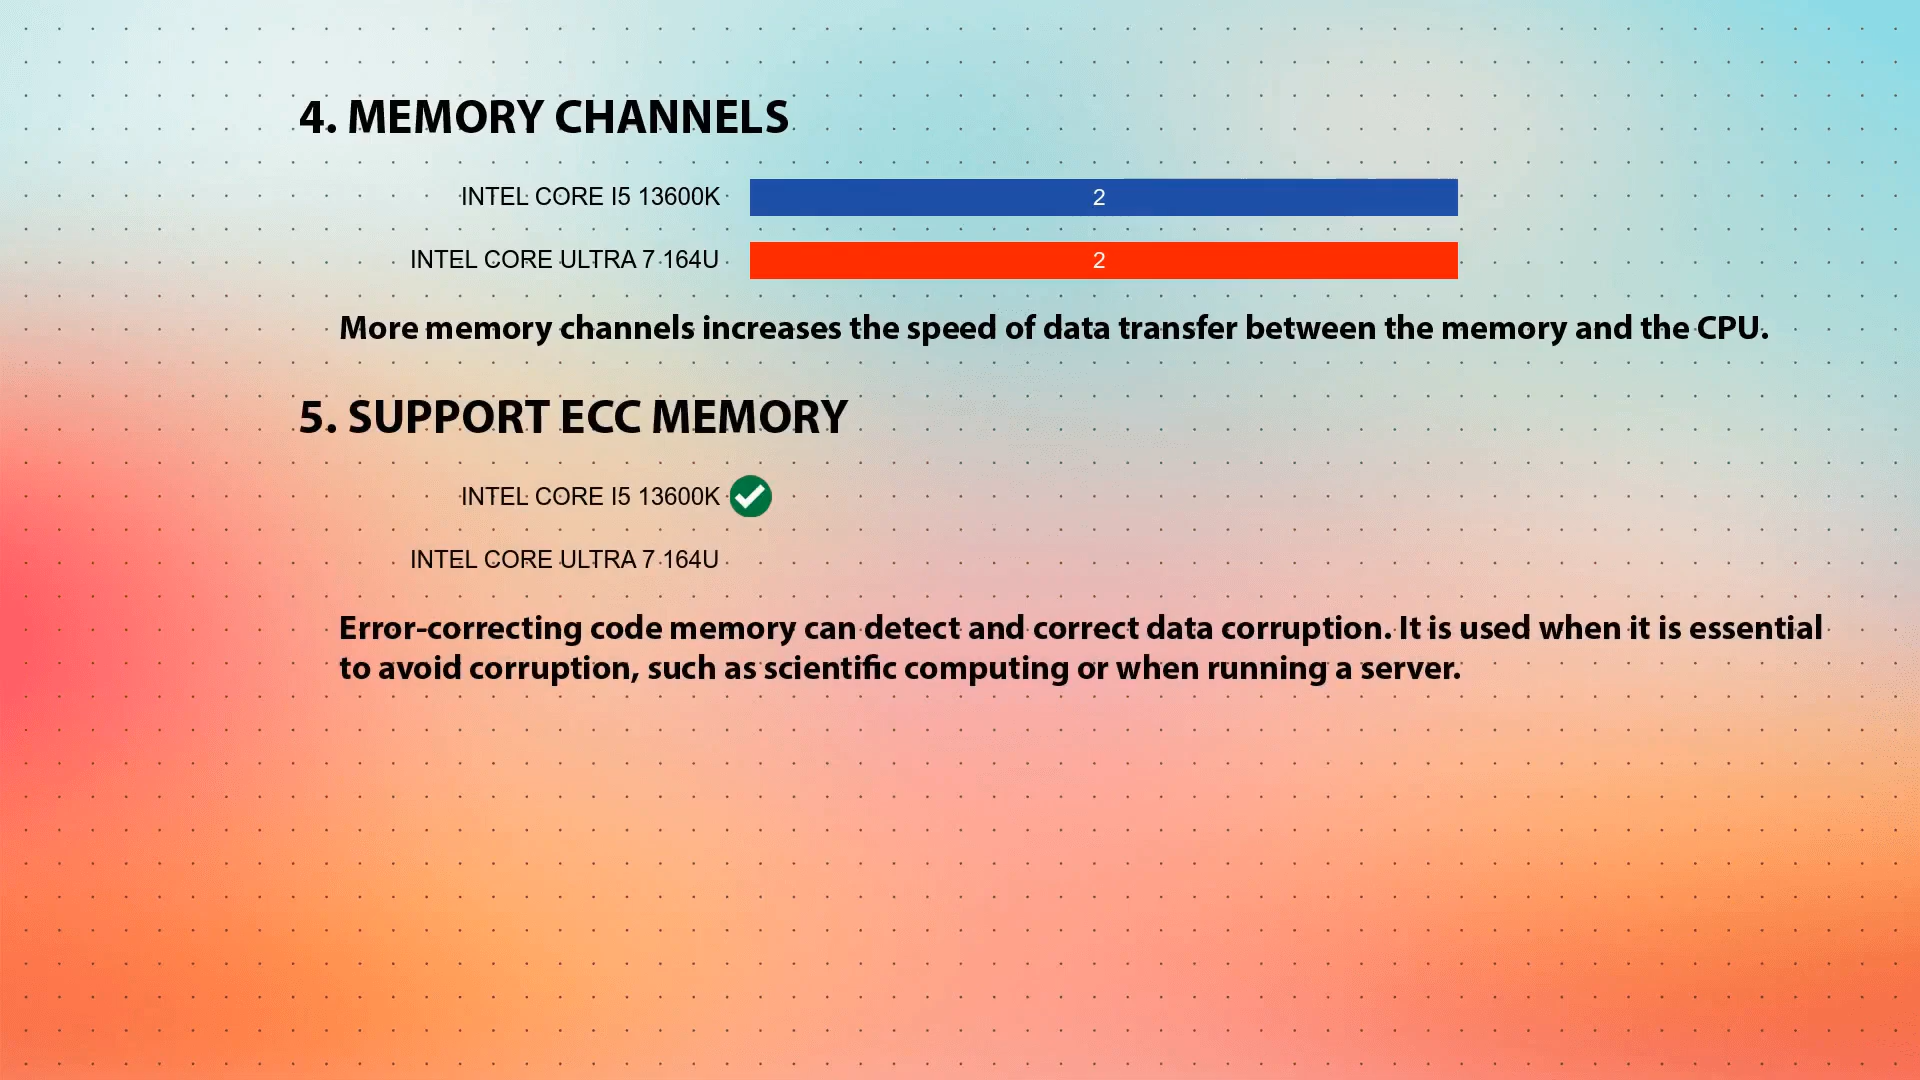 4. MEMORY CHANNELS
INTEL CORE I5 13600K 2
INTEL CORE ULTRA 7 164U 2
More memory channels increases the speed of data transfer between the memory and the CPU.
5. SUPPORT ECC MEMORY
INTEL CORE I5 13600K
INTEL CORE ULTRA 7 164U
Error-correcting code memory can detect and correct data corruption. It is used when it is essential
to avoid corruption, such as scientific computing or when running a server.